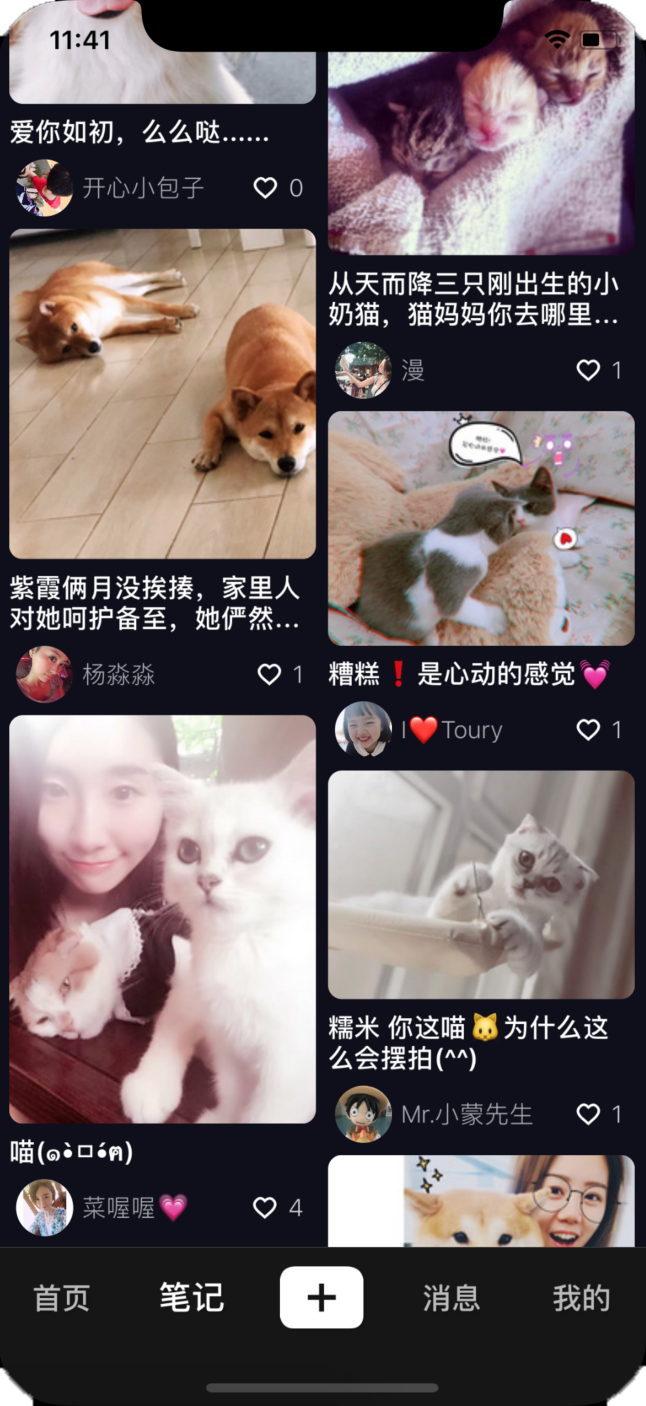 11:41
爱你如初，么么哒......
开心小包子
0
紫霞俩月没挨揍，家里人
对她呵护备至，她俨然...
杨淼淼
1
喵(๑•̀ㅁ•́ฅ)
菜喔喔💗
4
从天而降三只刚出生的小
奶猫，猫妈妈你去哪里...
漫
1
糟糕❗是心动的感觉💓
I❤️Toury
1
糯米 你这喵🐱为什么这
么会摆拍(^^)
Mr.小蒙先生
1
首页
笔记
+
消息
我的